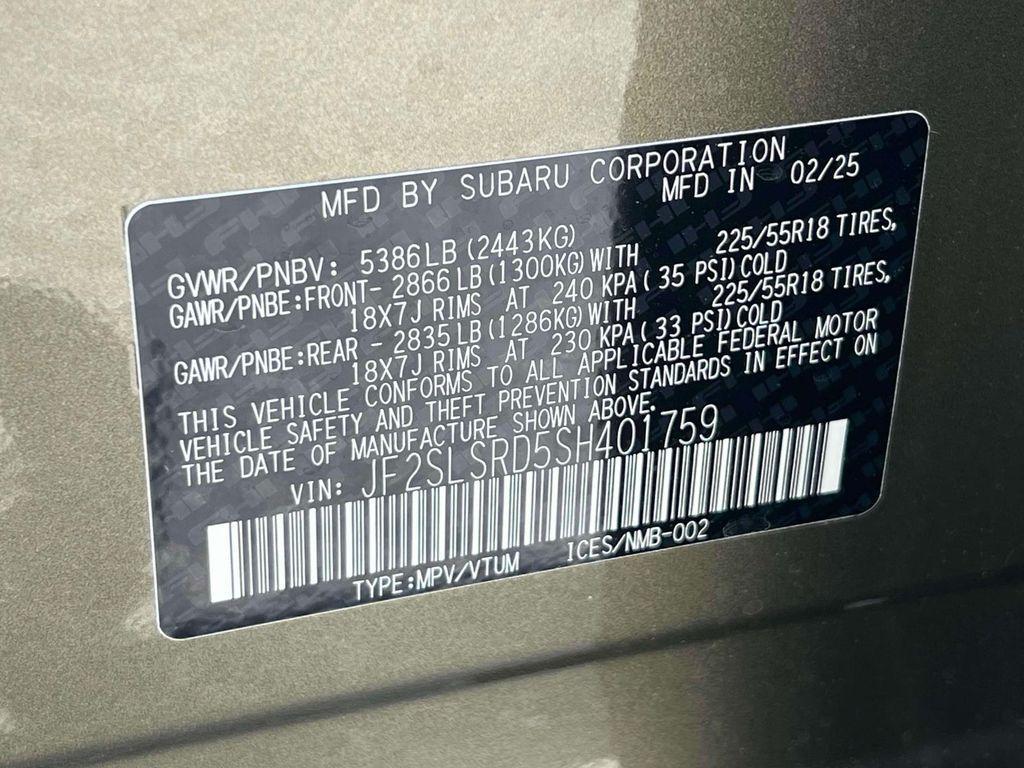 MFD BY SUBARU CORPORATION
MFD IN 02/25
GVWR/PNBV: 5386LB (2443KG)
GAWR/PNBE:FRONT- 2866LB (1300KG) WITH 225/55R18 TIRES,
18X7J RIMS AT 240 KPA( 35 PSI) COLD
GAWR/PNBE:REAR - 2835LB (1286KG) WITH 225/55R18 TIRES,
18X7J RIMS AT 230 KPA( 33 PSI) COLD
THIS VEHICLE CONFORMS TO ALL APPLICABLE FEDERAL MOTOR
VEHICLE SAFETY AND THEFT PREVENTION STANDARDS IN EFFECT ON
THE DATE OF MANUFACTURE SHOWN ABOVE.
VIN: JF2SLSRD5SH401759
TYPE:MPV/VTUM ICES/NMB-002